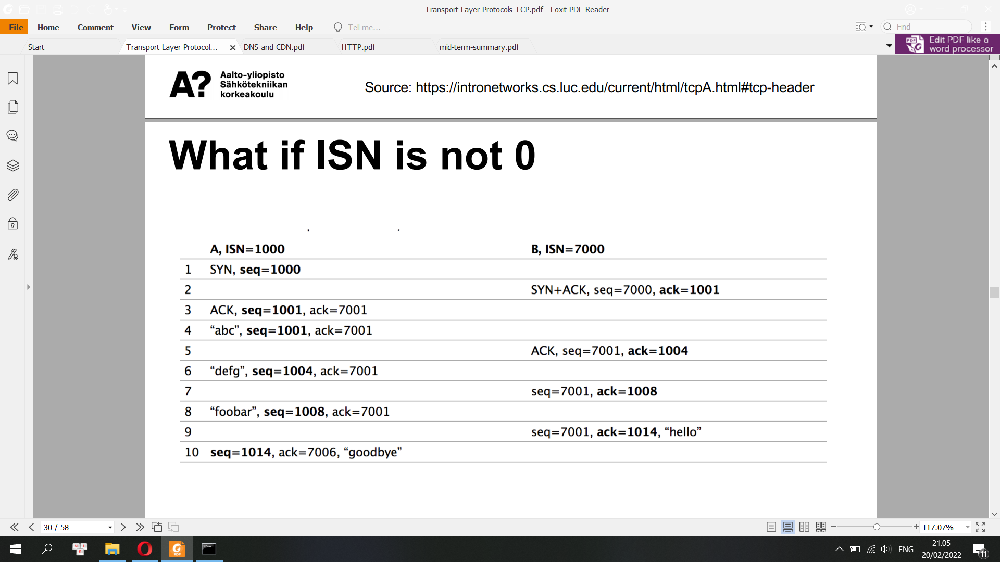 Transport Layer Protocols TCP.pdf - Foxit PDF Reader
File Home Comment View Form Protect Share Help Tell me... Find
Start Transport Layer Protocol... DNS and CDN.pdf HTTP.pdf mid-term-summary.pdf
Edit PDF like a
word processor
A? Aalto-yliopisto
Sähkötekniikan
korkeakoulu
Source: https://intronetworks.cs.luc.edu/current/html/tcpA.html#tcp-header
What if ISN is not 0
A, ISN=1000 B, ISN=7000
1 SYN, seq=1000
2 SYN+ACK, seq=7000, ack=1001
3 ACK, seq=1001, ack=7001
4 “abc”, seq=1001, ack=7001
5 ACK, seq=7001, ack=1004
6 “defg”, seq=1004, ack=7001
7 seq=7001, ack=1008
8 “foobar”, seq=1008, ack=7001
9 seq=7001, ack=1014, “hello”
10 seq=1014, ack=7006, “goodbye”
30 / 58 117.07%
ENG
21.05
20/02/2022
11